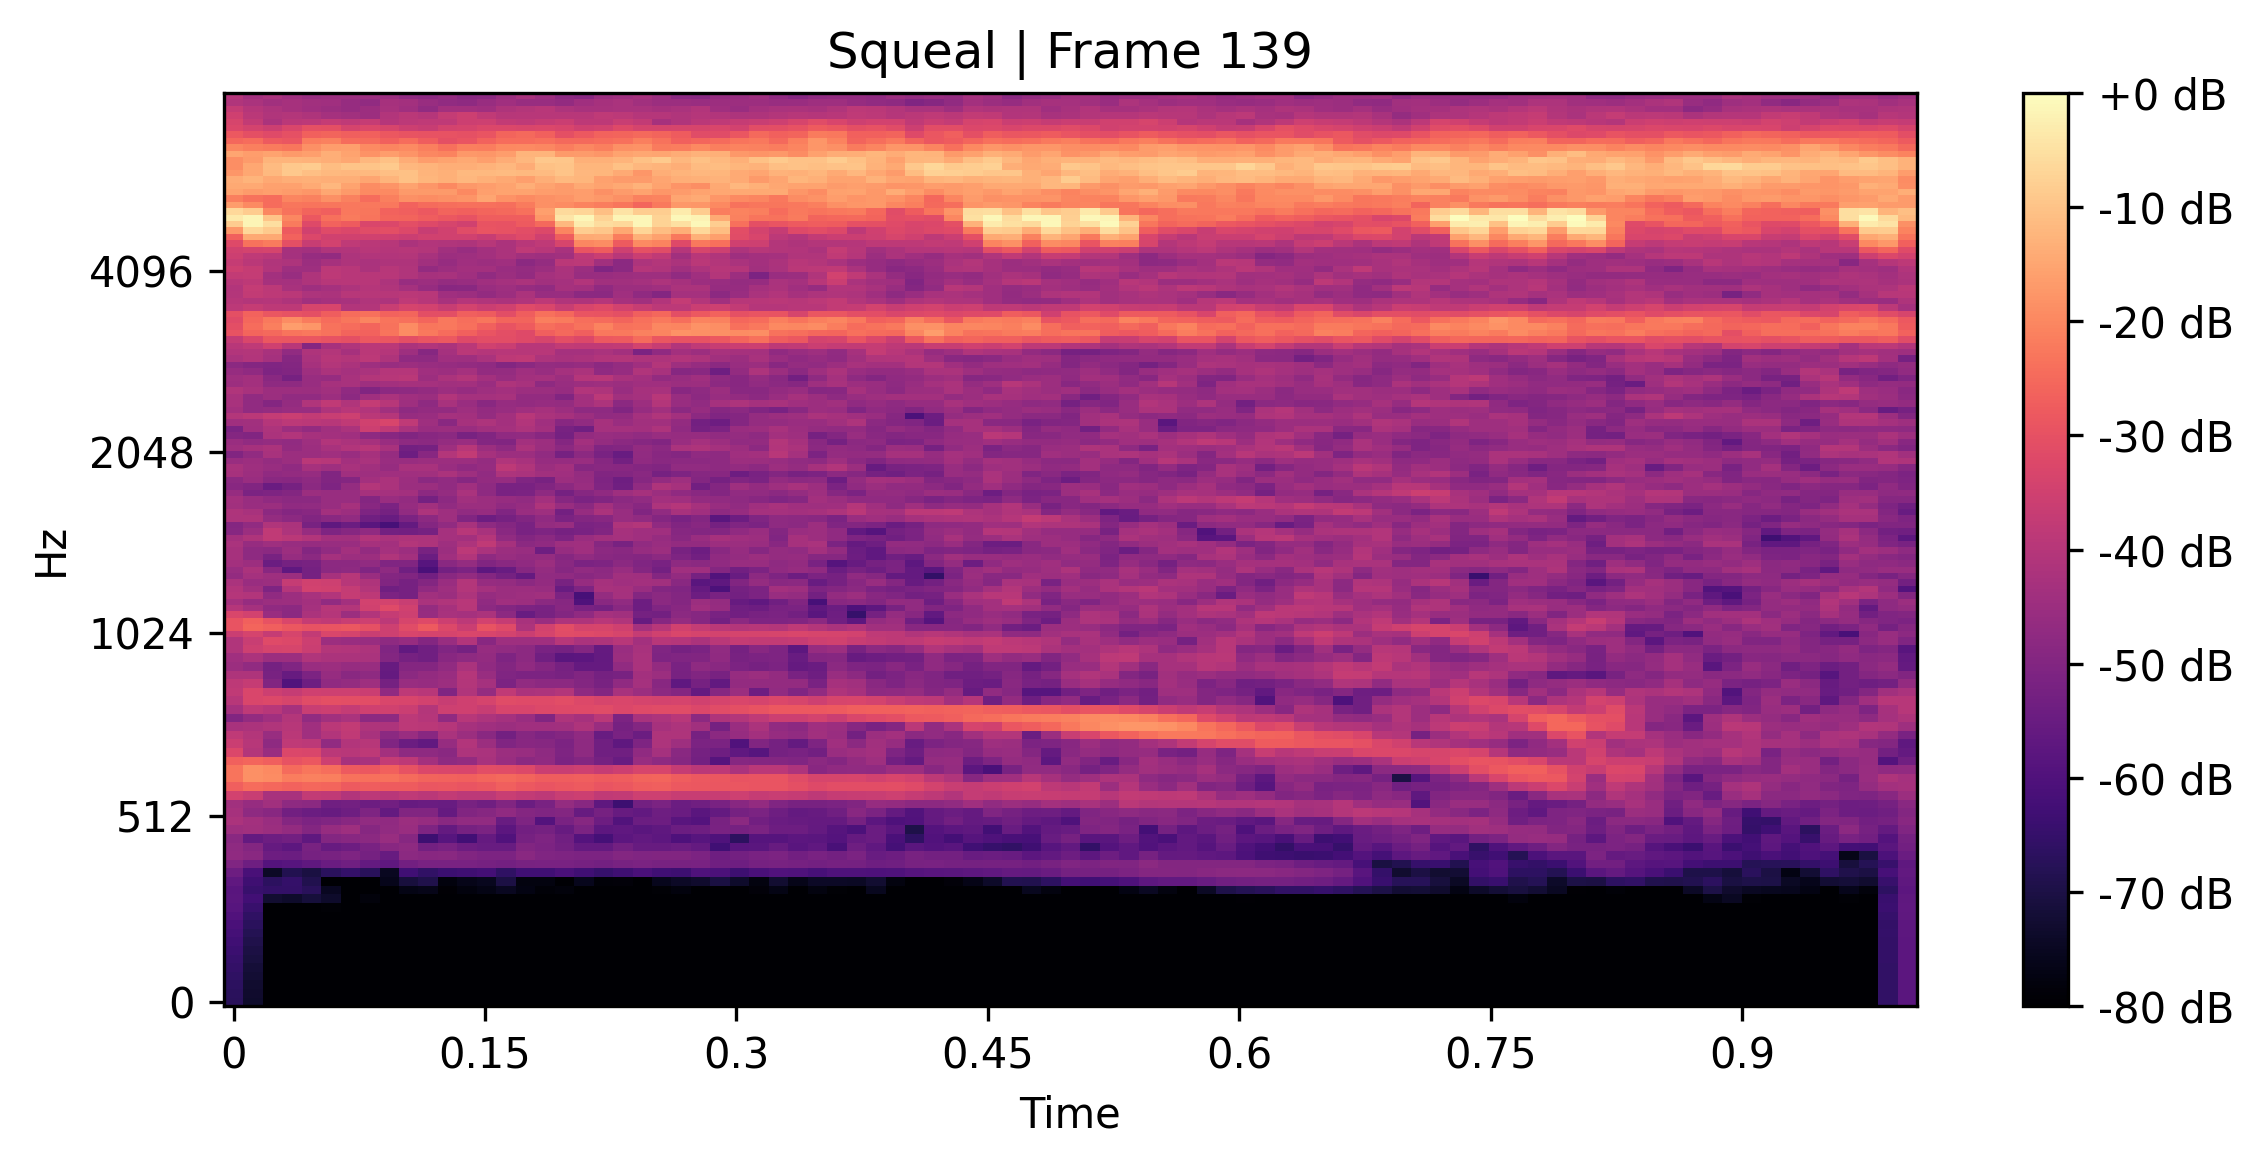 Squeal | Frame 139
Hz
4096
2048
1024
512
0
0
0.15
0.3
0.45
0.6
0.75
0.9
Time
+0 dB
-10 dB
-20 dB
-30 dB
-40 dB
-50 dB
-60 dB
-70 dB
-80 dB